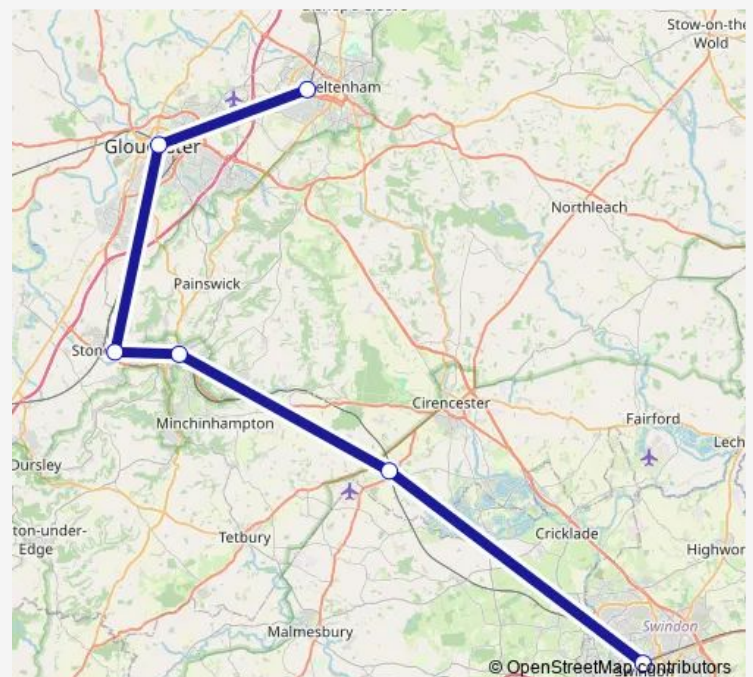 Stow-on-the
Wold
eltenham
Glou ster
Northleach
Painswick
Ston
Cirencester
Minchinhampton
Fairford
Lech
Dursley
ton-under-
Edge
Tetbury
Cricklade
Highwor
Malmesbury
Swindon
© OpenStreetMap contributors